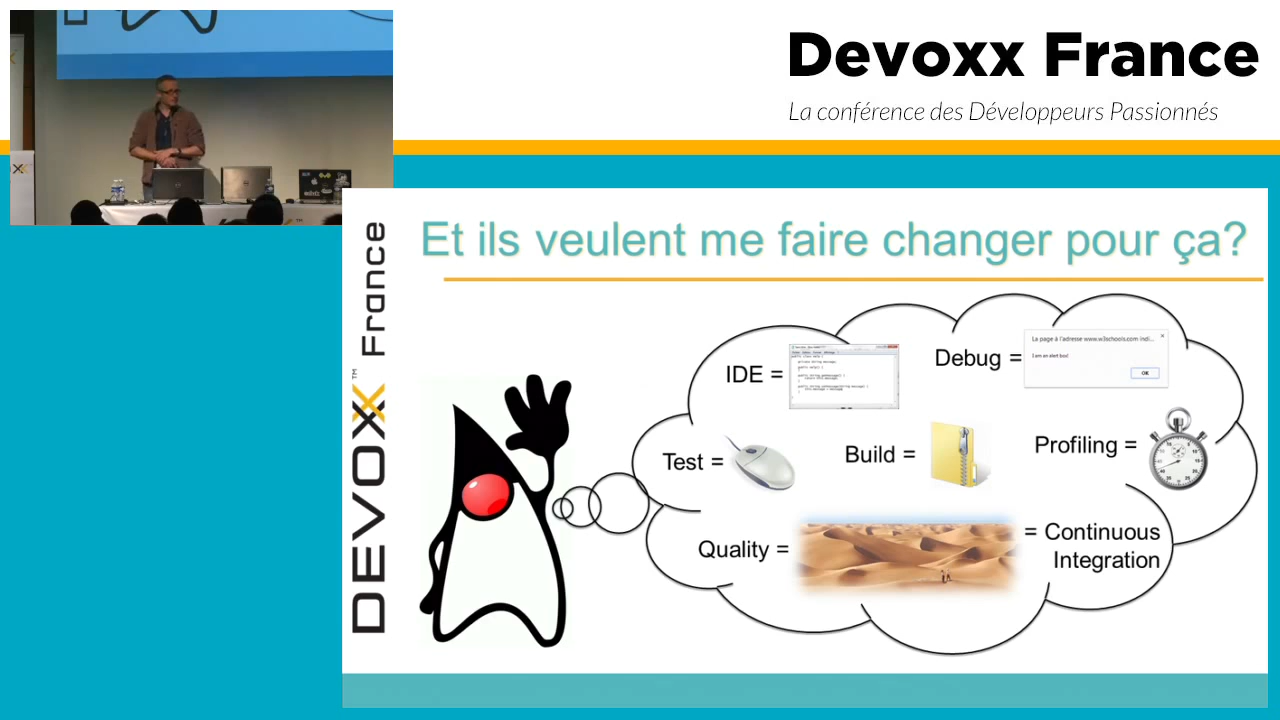 Devoxx France
La conférence des Développeurs Passionnés
DEVOXX™ France
Et ils veulent me faire changer pour ça?
IDE =
Debug =
La page à l'adresse www.w3schools.com indi...
I am an alert box!
OK
Test =
Build =
Profiling =
Quality =
= Continuous
Integration